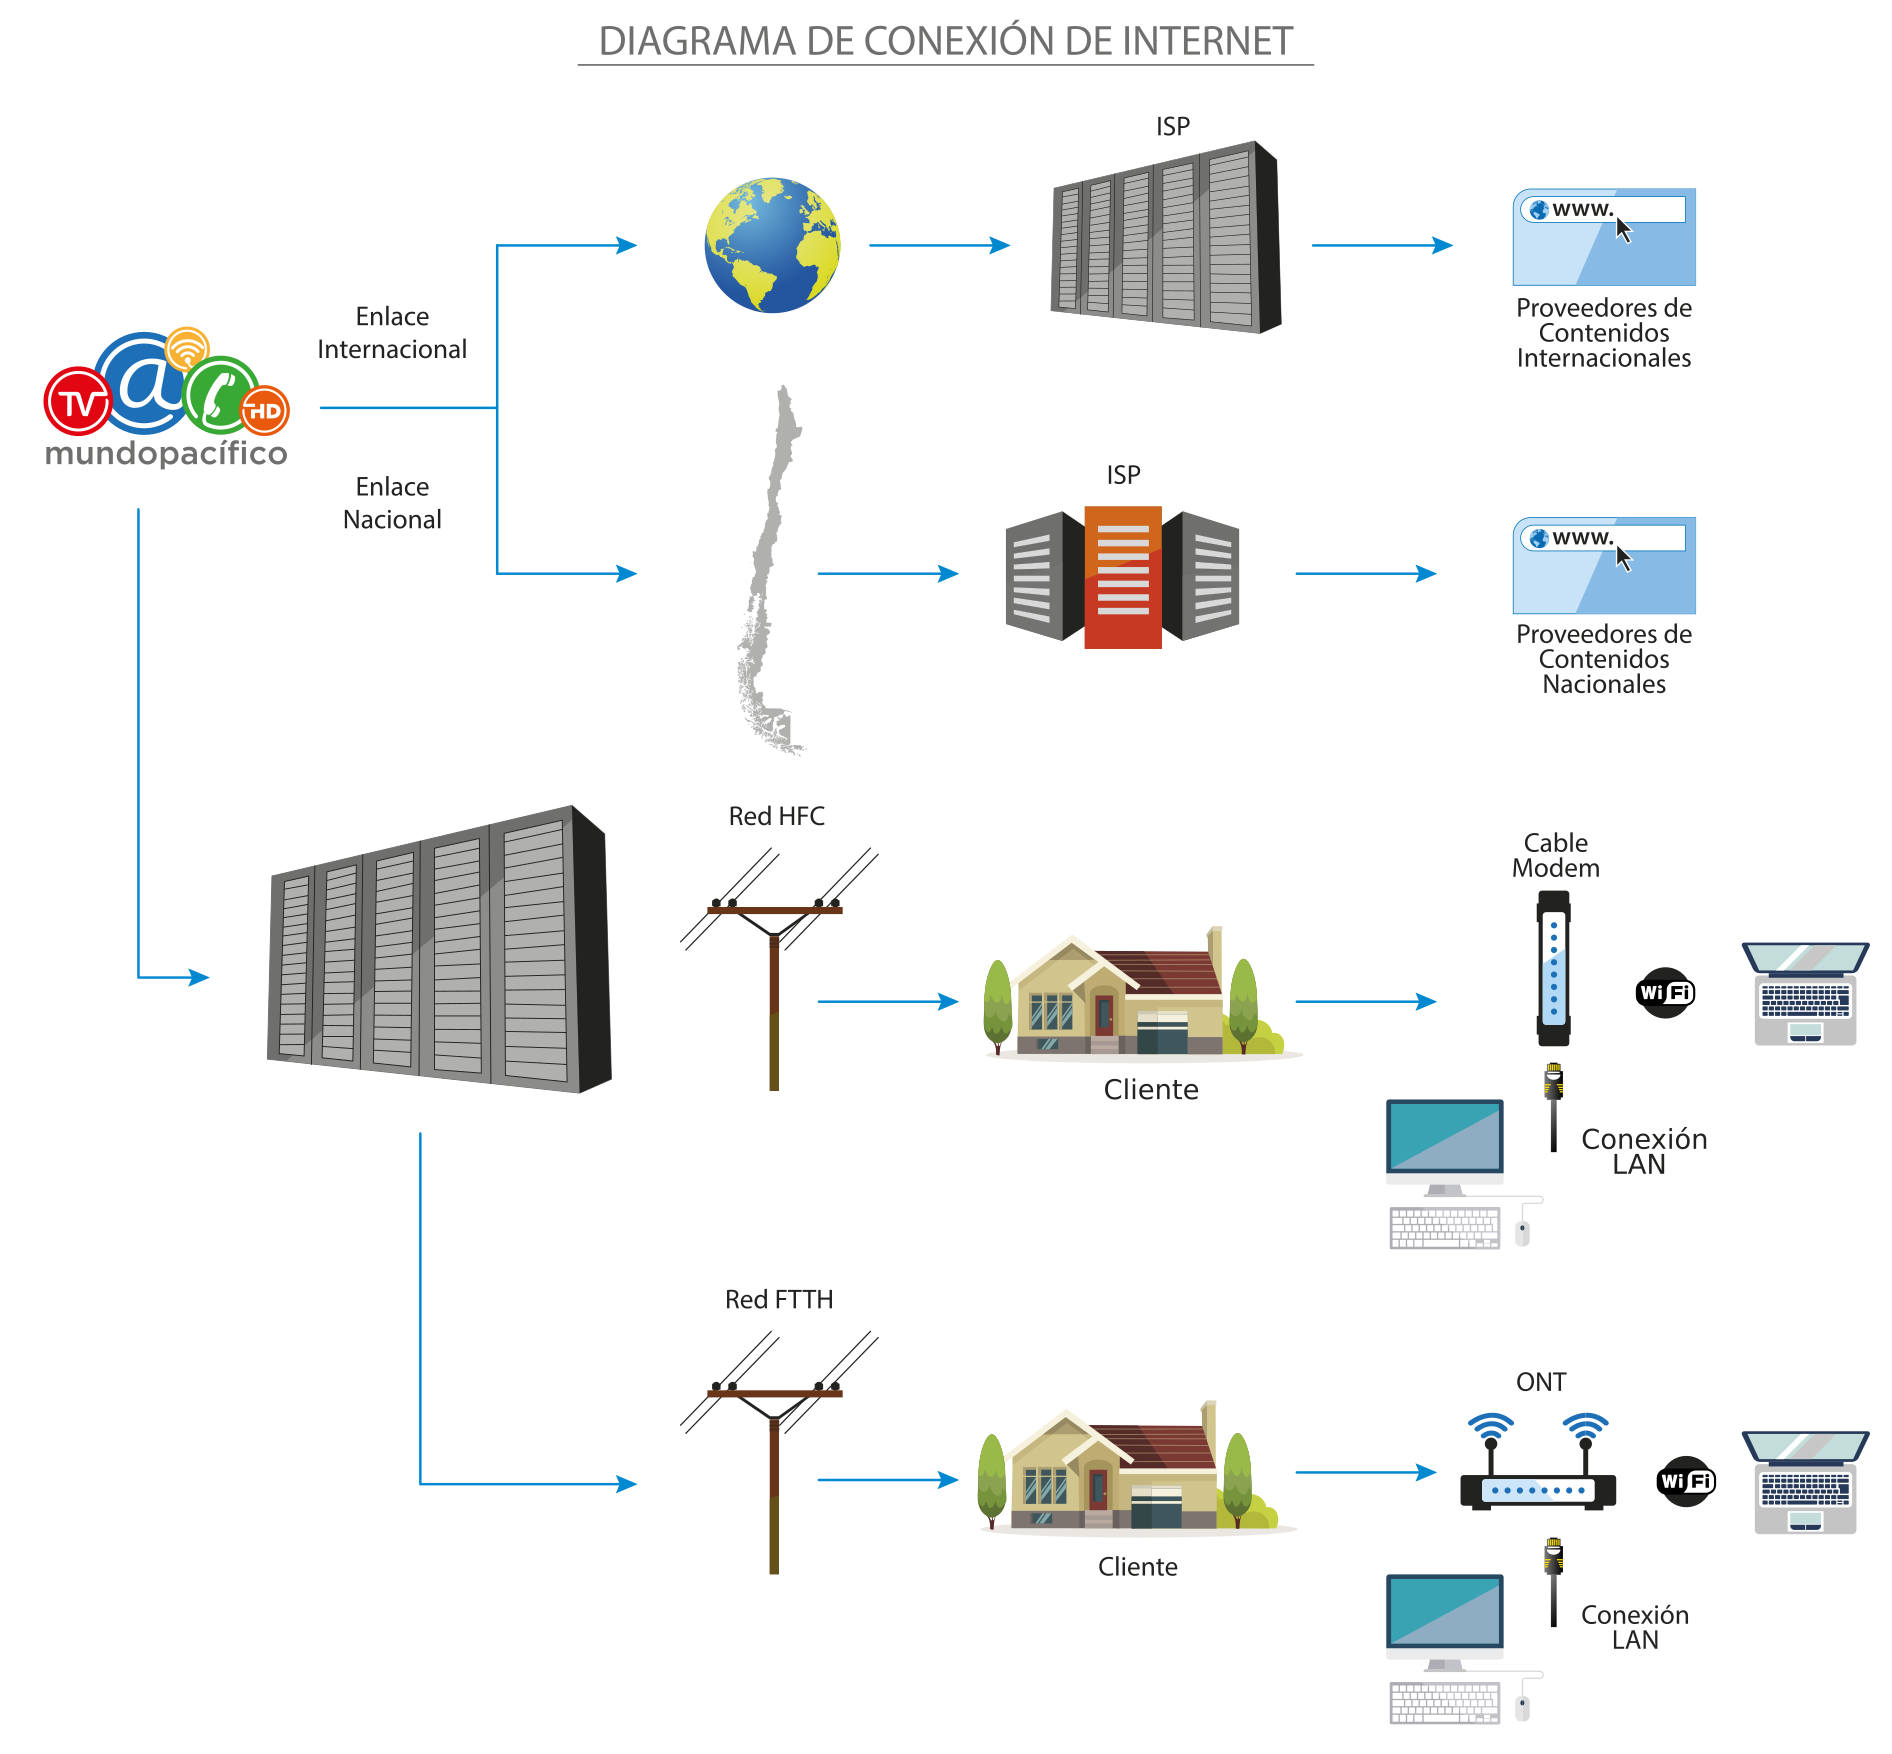 DIAGRAMA DE CONEXIÓN DE INTERNET
ISP
www.
Proveedores de
Contenidos
Internacionales
Enlace
Internacional
TV
@
HD
mundopacífico
Enlace
Nacional
ISP
www.
Proveedores de
Contenidos
Nacionales
Red HFC
Cliente
Cable
Modem
Wi Fi
Conexión
LAN
Red FTTH
Cliente
ONT
Wi Fi
Conexión
LAN